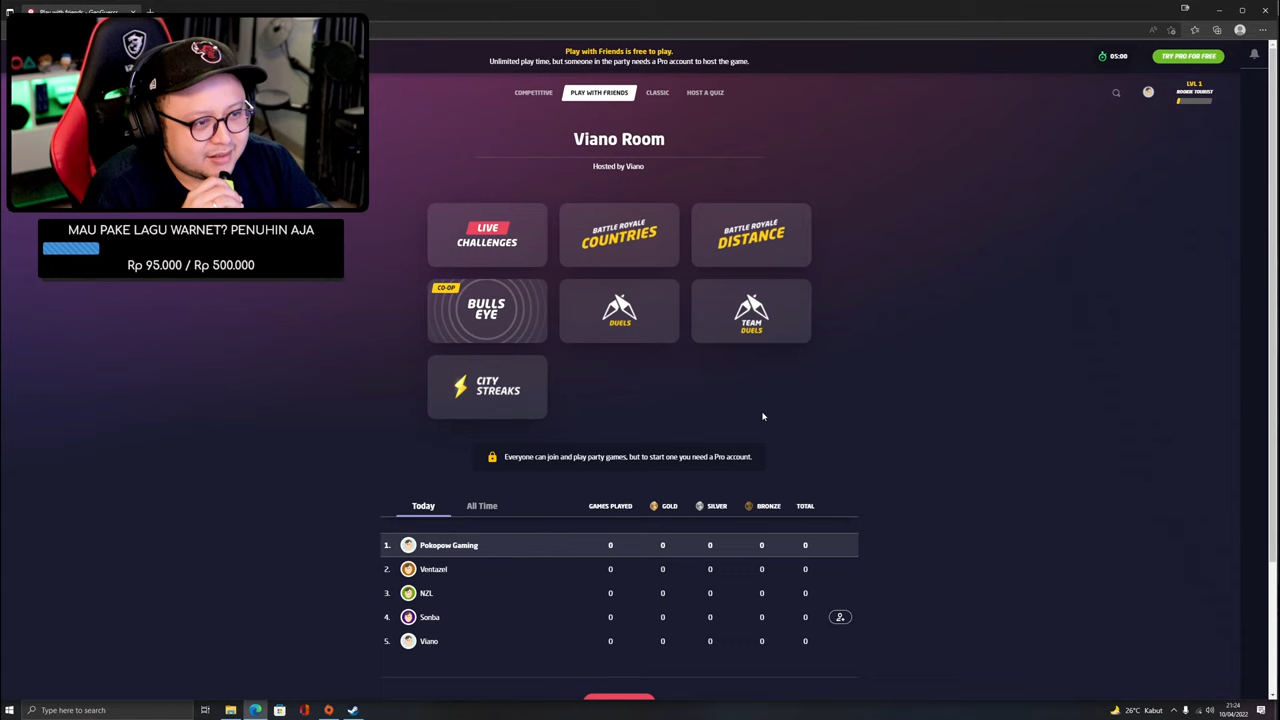 Play with friends - GeoGuessr
Play with Friends is free to play.
Unlimited play time, but someone in the party needs a Pro account to host the game.
05:00
TRY PRO FOR FREE
COMPETITIVE
PLAY WITH FRIENDS
CLASSIC
HOST A QUIZ
LVL 1
ROOKIE TOURIST
Viano Room
Hosted by Viano
MAU PAKE LAGU WARNET? PENUHIN AJA
Rp 95.000 / Rp 500.000
LIVE
CHALLENGES
BATTLE ROYALE
COUNTRIES
BATTLE ROYALE
DISTANCE
CO-OP
BULLS
EYE
DUELS
TEAM
DUELS
CITY
STREAKS
Everyone can join and play party games, but to start one you need a Pro account.
Today All Time GAMES PLAYED GOLD SILVER BRONZE TOTAL
1. Pokopow Gaming 0 0 0 0 0
2. Ventazel 0 0 0 0 0
3. NZL 0 0 0 0 0
4. Sonba 0 0 0 0 0
5. Viano 0 0 0 0 0
Type here to search
26°C Kabut
21:24
10/04/2022